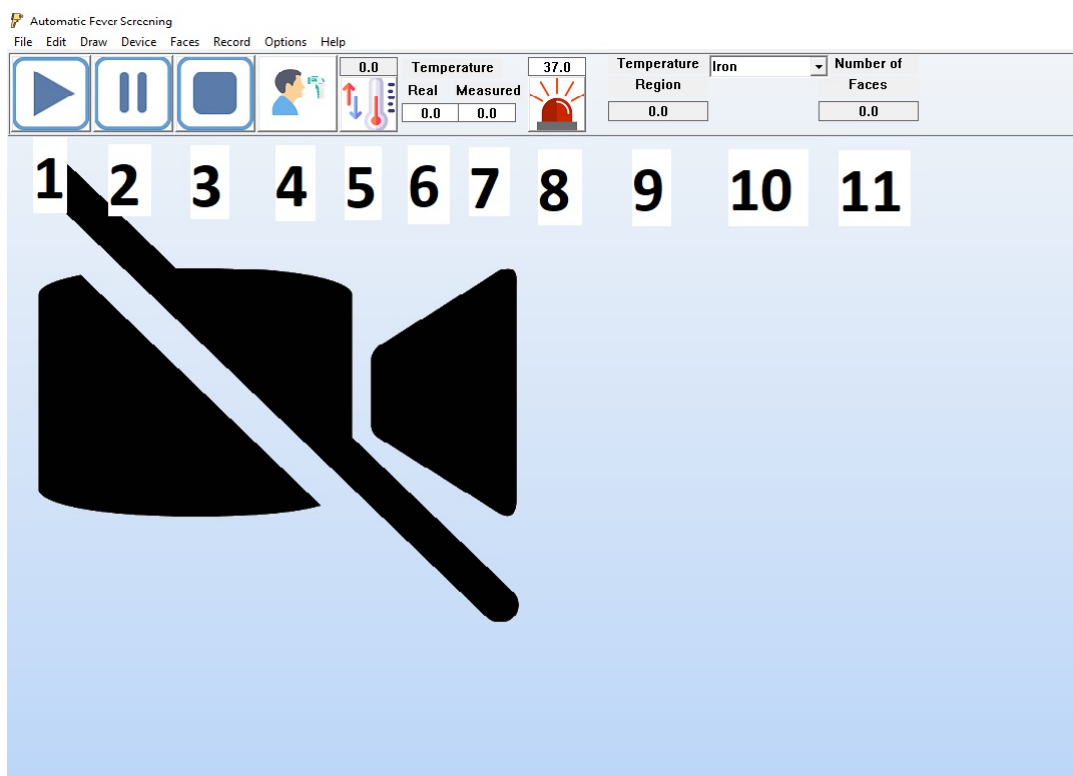 Automatic Fever Screening
File Edit Draw Device Faces Record Options Help
0.0 Temperature 37.0 Temperature Iron Number of
Real Measured Region Faces
0.0 0.0 0.0 0.0
1 2 3 4 5 6 7 8 9 10 11